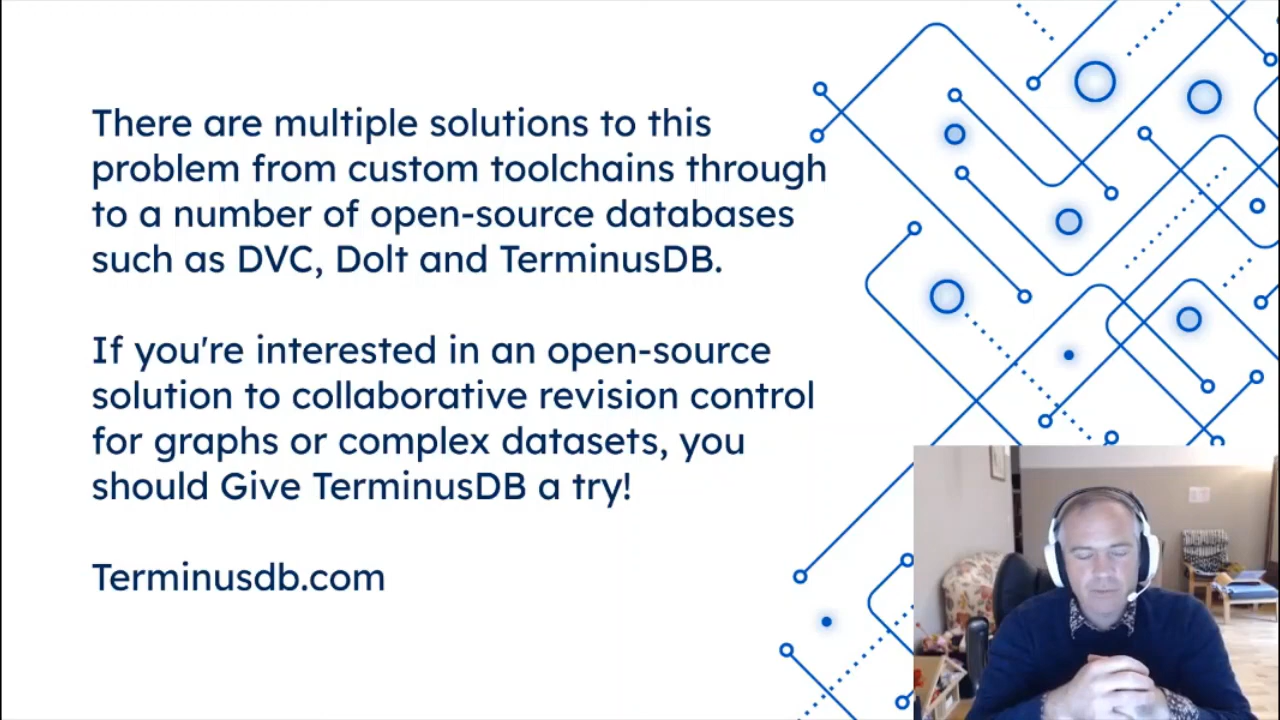 There are multiple solutions to this
problem from custom toolchains through
to a number of open-source databases
such as DVC, Dolt and TerminusDB.
If you're interested in an open-source
solution to collaborative revision control
for graphs or complex datasets, you
should Give TerminusDB a try!
Terminusdb.com